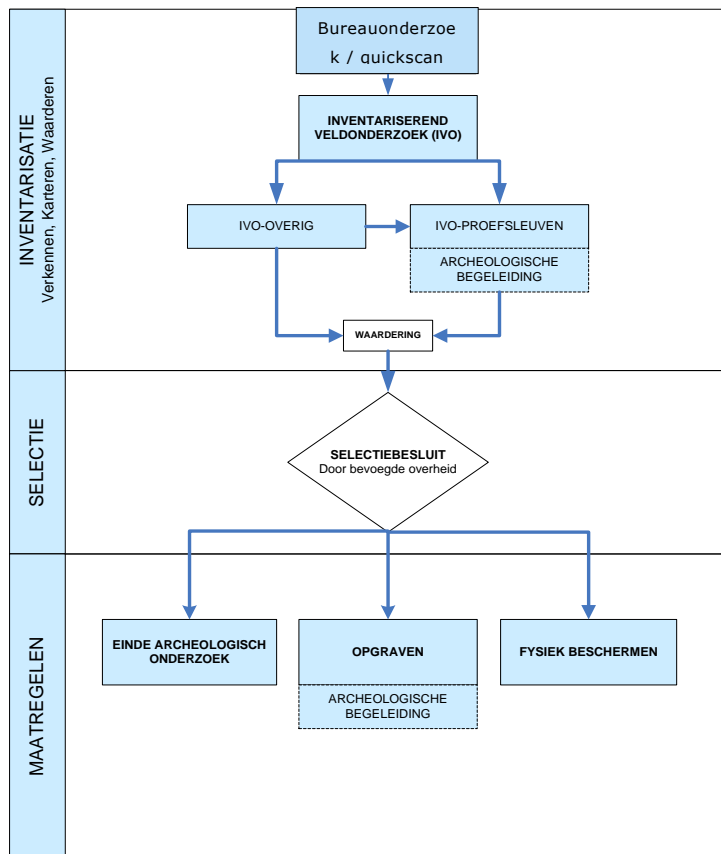 INVENTARISATIE
Verkennen, Karteren, Waarderen
Bureauonderzoe
k / quickscan
INVENTARISEREND
VELDONDERZOEK (IVO)
IVO-OVERIG
IVO-PROEFSLEUVEN
ARCHEOLOGISCHE
BEGELEIDING
WAARDERING
SELECTIE
SELECTIEBESLUIT
Door bevoegde overheid
MAATREGELEN
EINDE ARCHEOLOGISCH
ONDERZOEK
OPGRAVEN
ARCHEOLOGISCHE
BEGELEIDING
FYSIEK BESCHERMEN